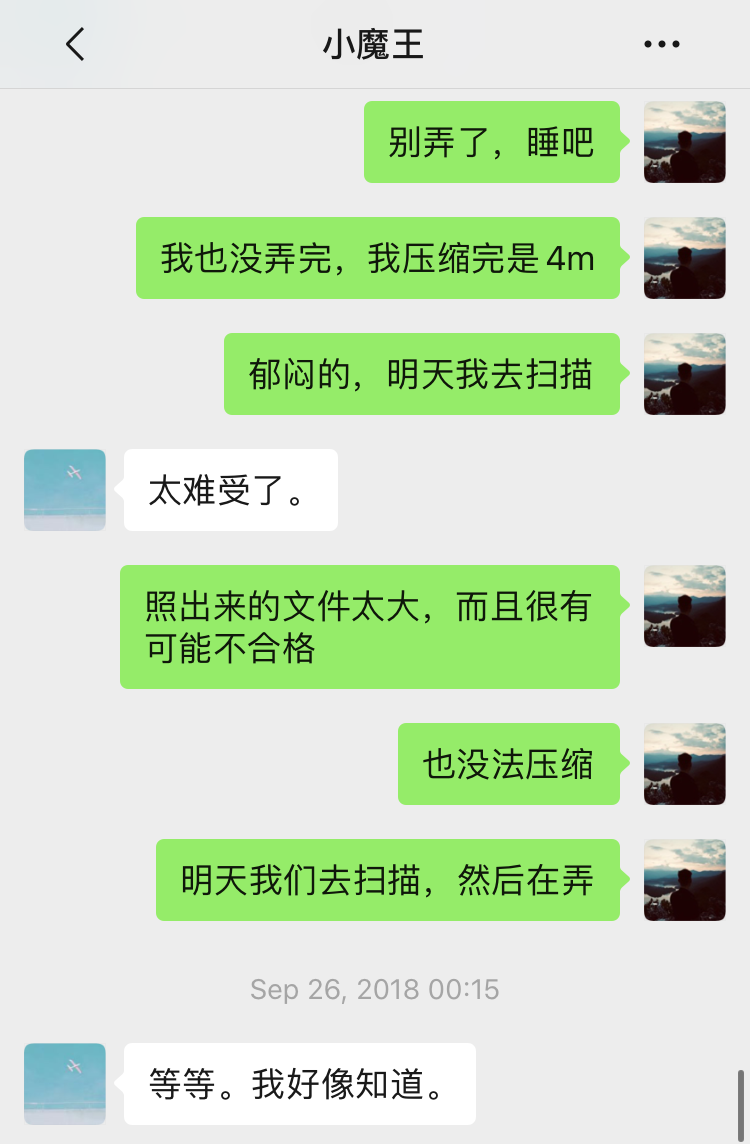 小魔王
别弄了，睡吧
我也没弄完，我压缩完是4m
郁闷的，明天我去扫描
太难受了。
照出来的文件太大，而且很有
可能不合格
也没法压缩
明天我们去扫描，然后在弄
Sep 26, 2018 00:15
等等。我好像知道。